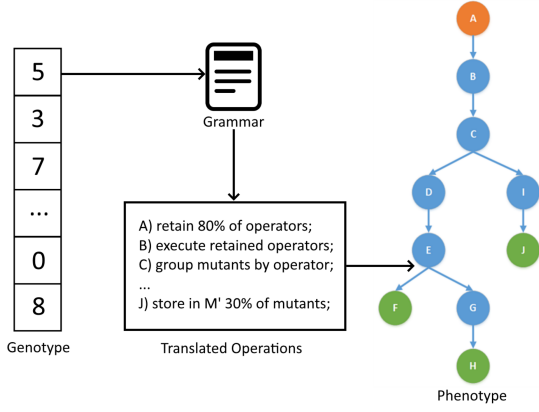 5
3
7
...
0
8
Genotype
Grammar
A) retain 80% of operators;
B) execute retained operators;
C) group mutants by operator;
...
J) store in M' 30% of mutants;
Translated Operations
A
B
C
D
I
E
J
F
G
H
Phenotype